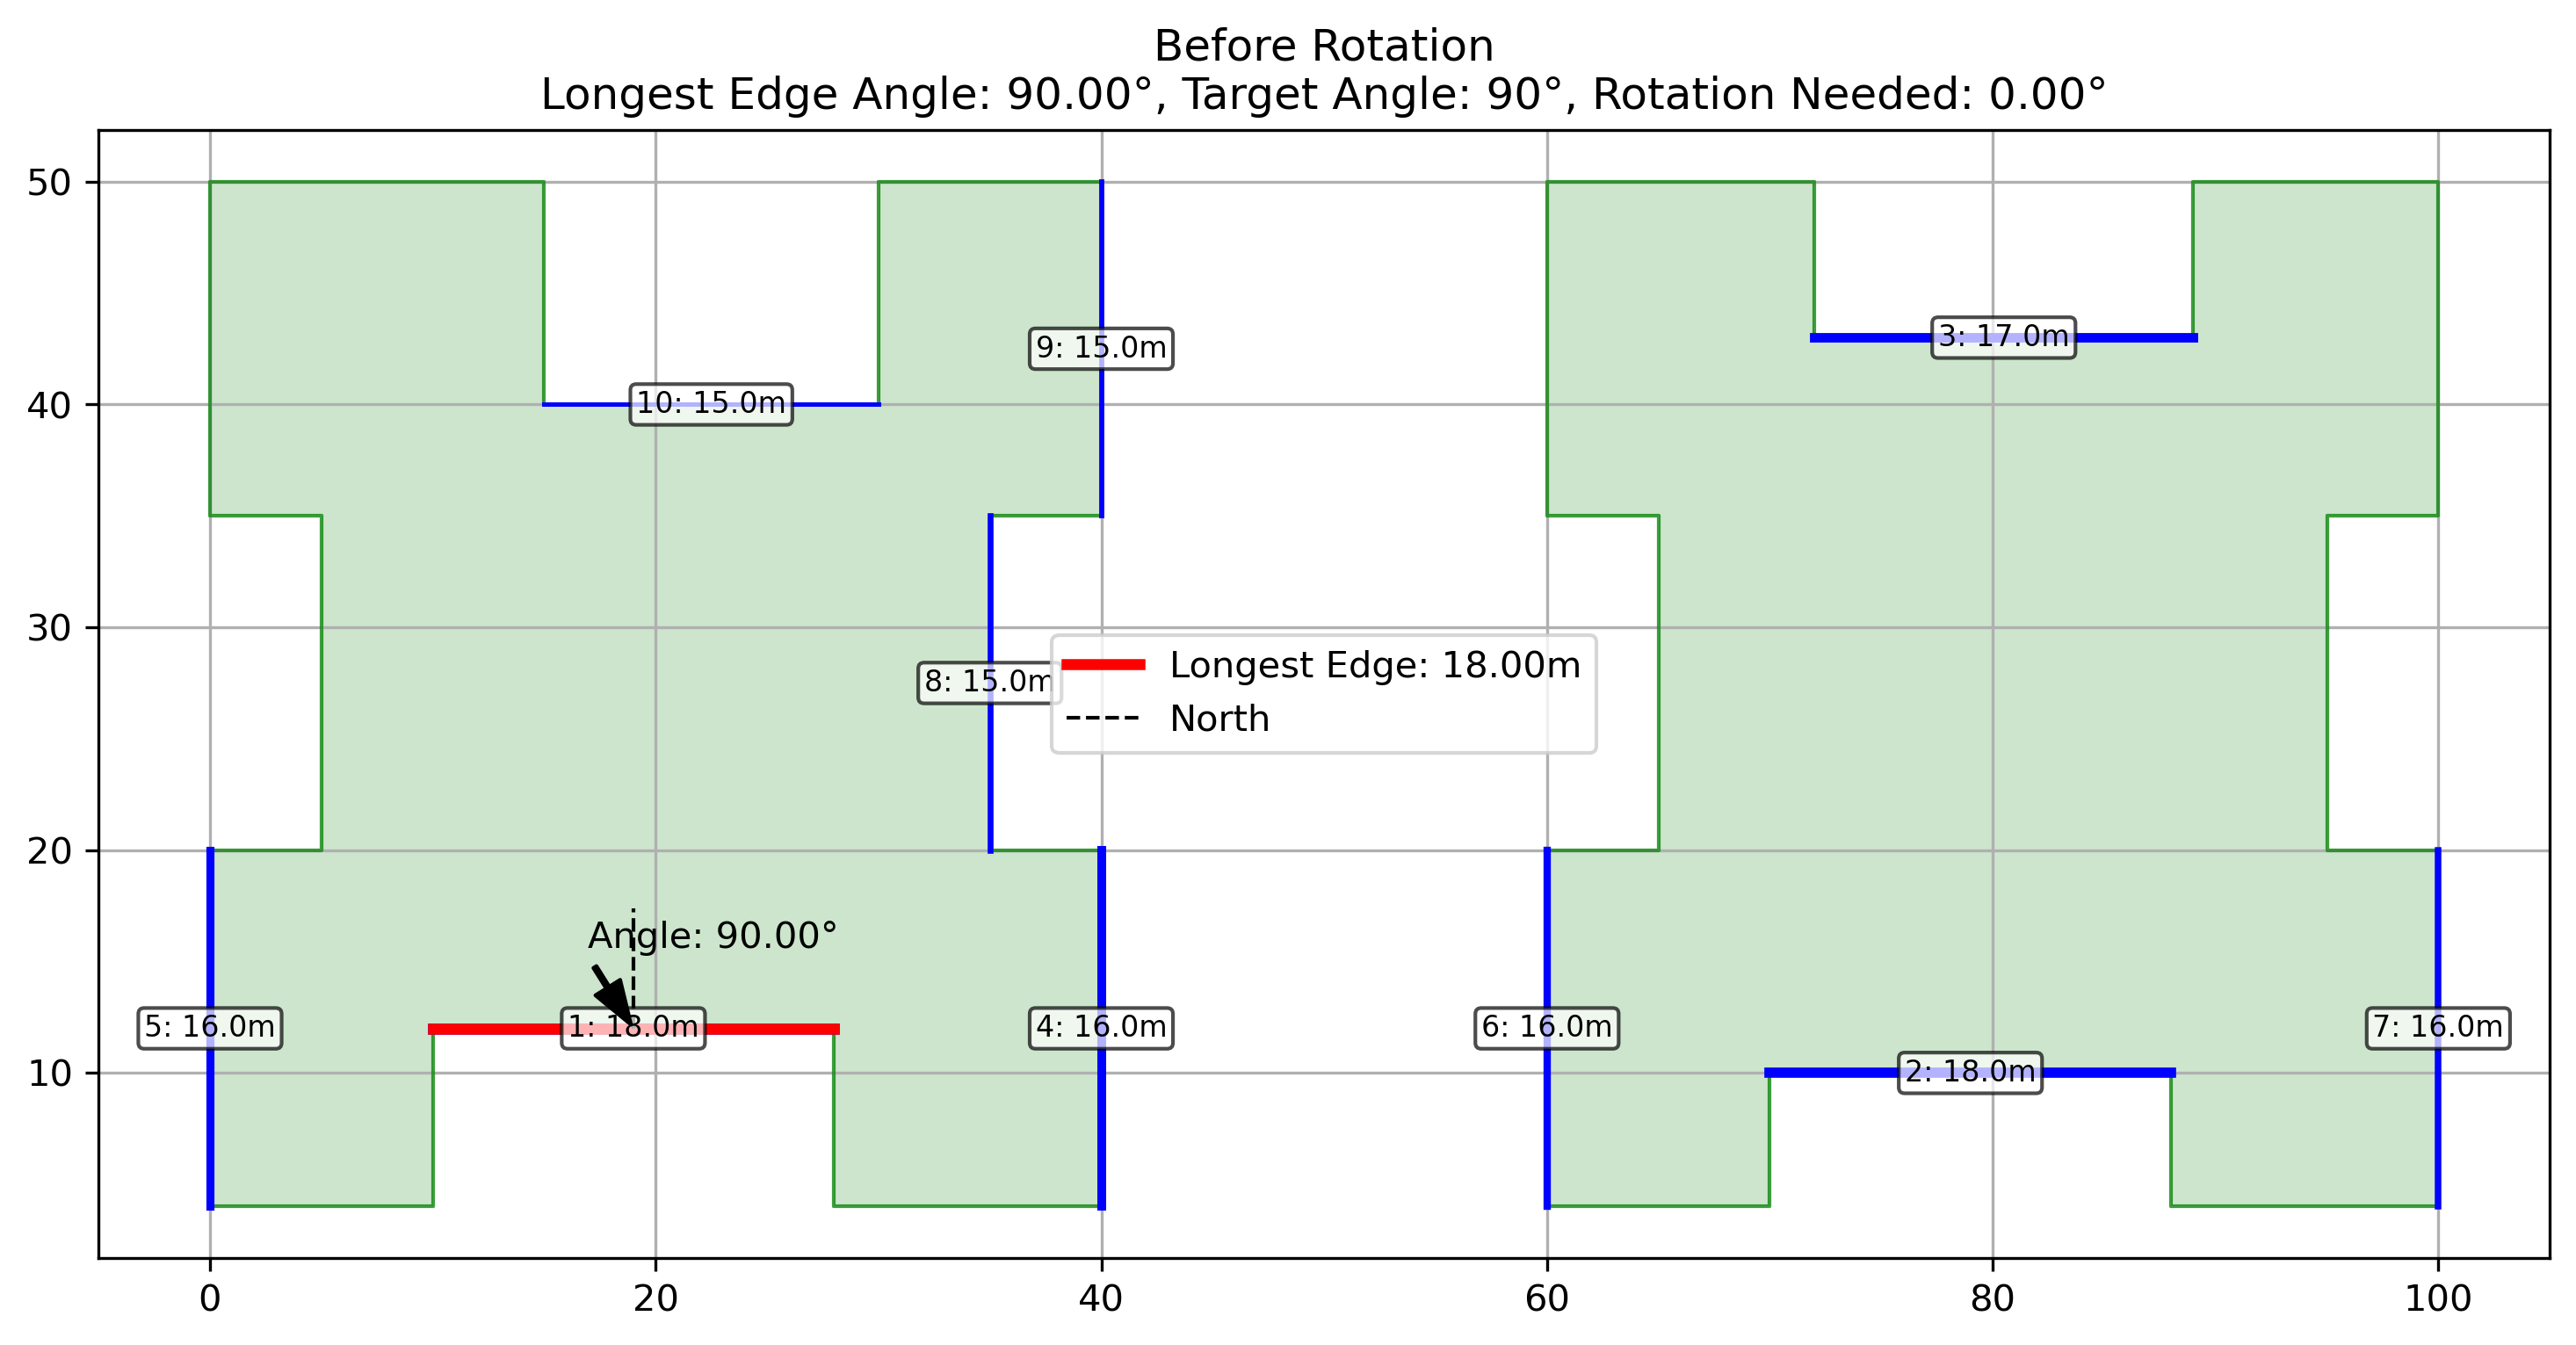 Before Rotation
Longest Edge Angle: 90.00°, Target Angle: 90°, Rotation Needed: 0.00°
50
9: 15.0m
3: 17.0m
40
10: 15.0m
30
8: 15.0m
Longest Edge: 18.00m
North
20
Angle: 90.00°
5: 16.0m
1: 18.0m
4: 16.0m
6: 16.0m
7: 16.0m
10
2: 18.0m
0
20
40
60
80
100